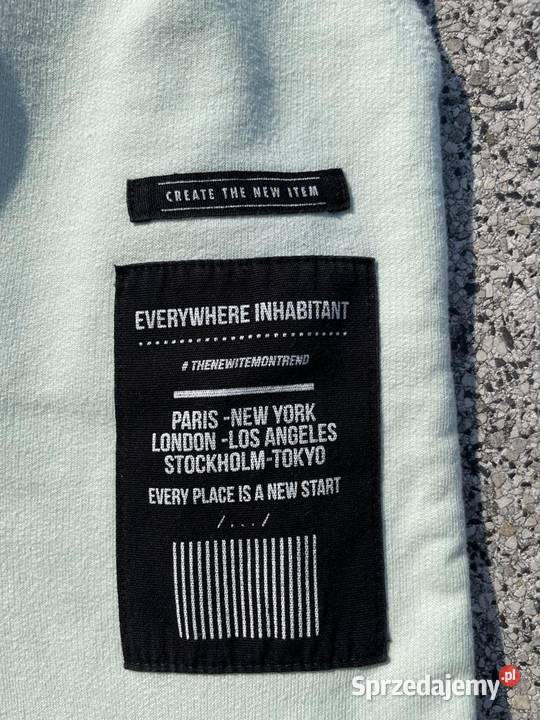 CREATE THE NEW ITEM
EVERYWHERE INHABITANT
# THENEWITEMONTREND
PARIS -NEW YORK
LONDON -LOS ANGELES
STOCKHOLM-TOKYO
EVERY PLACE IS A NEW START
/ . . . /
Sprzedajemy.pl